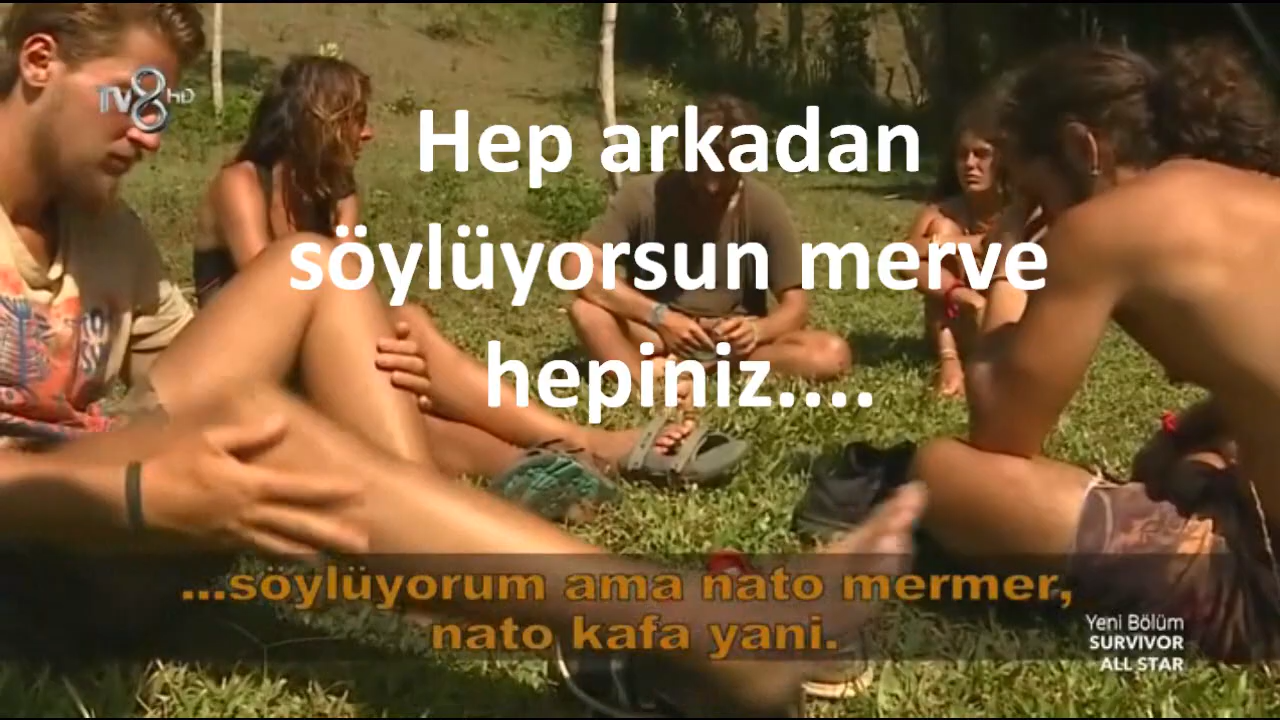 TV8 HD
Hep arkadan
söylüyorsun merve
hepiniz....
...söylüyorum ama nato mermer,
nato kafa yani.
Yeni Bölüm
SURVIVOR
ALL STAR